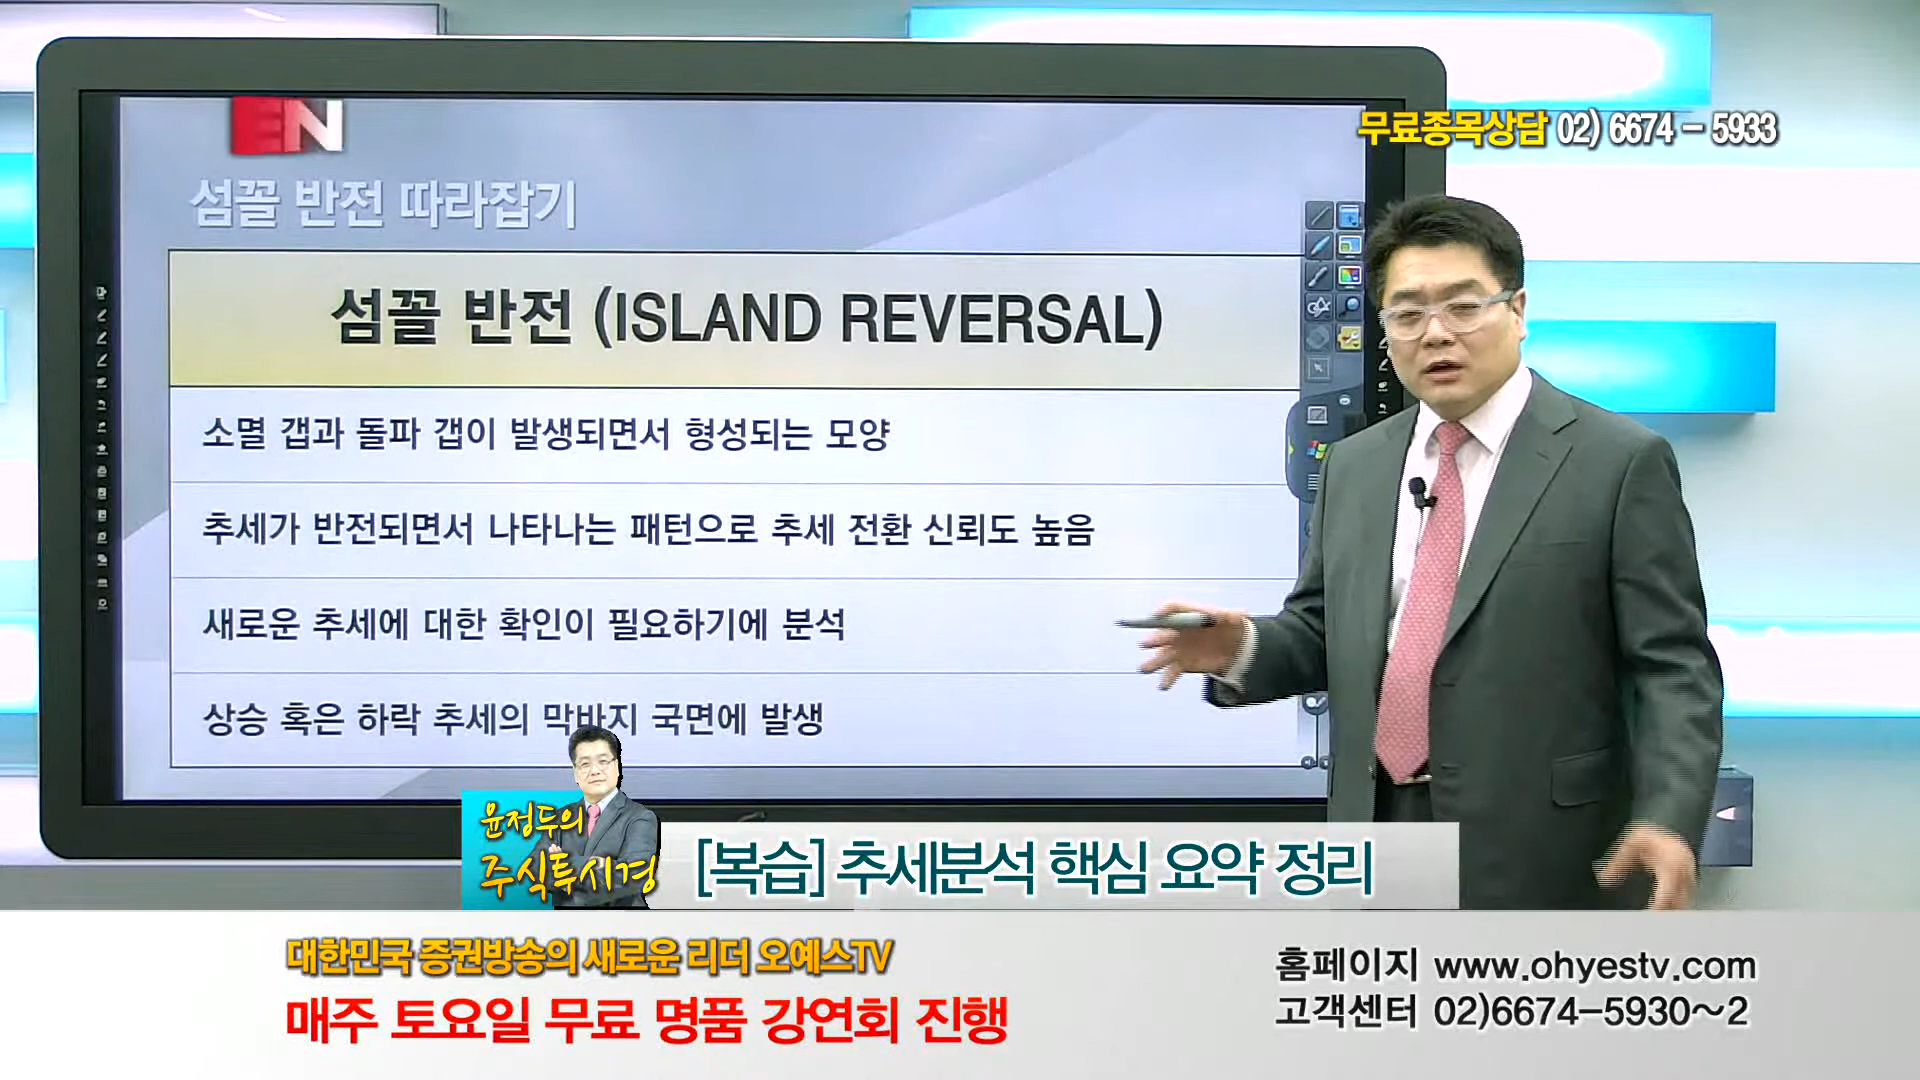 EN
무료종목상담 02) 6674 - 5933
섬꼴 반전 따라잡기
섬꼴 반전 (ISLAND REVERSAL)
소멸 갭과 돌파 갭이 발생되면서 형성되는 모양
추세가 반전되면서 나타나는 패턴으로 추세 전환 신뢰도 높음
새로운 추세에 대한 확인이 필요하기에 분석
상승 혹은 하락 추세의 막바지 국면에 발생
윤정두의
주식투시경
[복습] 추세분석 핵심 요약 정리
대한민국 증권방송의 새로운 리더 오예스TV
매주 토요일 무료 명품 강연회 진행
홈페이지 www.ohyestv.com
고객센터 02)6674-5930~2